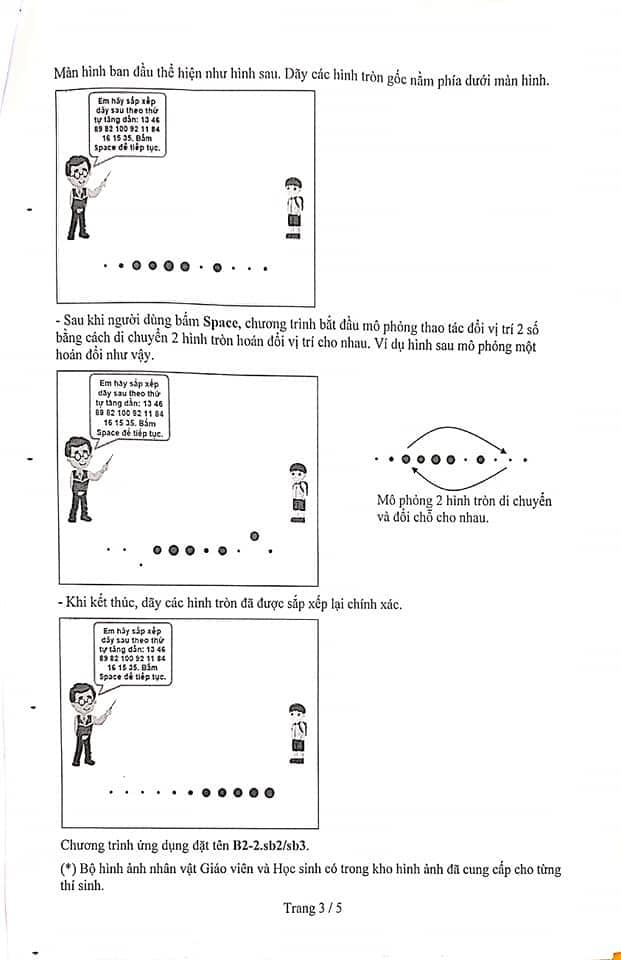 Màn hình ban đầu thể hiện như hình sau. Dãy các hình tròn gốc nằm phía dưới màn hình.
Em hãy sắp xếp
dãy sau theo thứ
tự tăng dần: 13 46
89 82 100 92 11 84
16 15 35. Bấm
Space để tiếp tục.
- Sau khi người dùng bấm Space, chương trình bắt đầu mô phỏng thao tác đổi vị trí 2 số
bằng cách di chuyển 2 hình tròn hoán đổi vị trí cho nhau. Ví dụ hình sau mô phỏng một
hoán đổi như vậy.
Em hãy sắp xếp
dãy sau theo thứ
tự tăng dần: 13 46
89 82 100 92 11 84
16 15 35. Bấm
Space để tiếp tục.
Mô phỏng 2 hình tròn di chuyển
và đổi chỗ cho nhau.
- Khi kết thúc, dãy các hình tròn đã được sắp xếp lại chính xác.
Em hãy sắp xếp
dãy sau theo thứ
tự tăng dần: 13 46
89 82 100 92 11 84
16 15 35. Bấm
Space để tiếp tục.
Chương trình ứng dụng đặt tên B2-2.sb2/sb3.
(*) Bộ hình ảnh nhân vật Giáo viên và Học sinh có trong kho hình ảnh đã cung cấp cho từng
thí sinh.
Trang 3 / 5